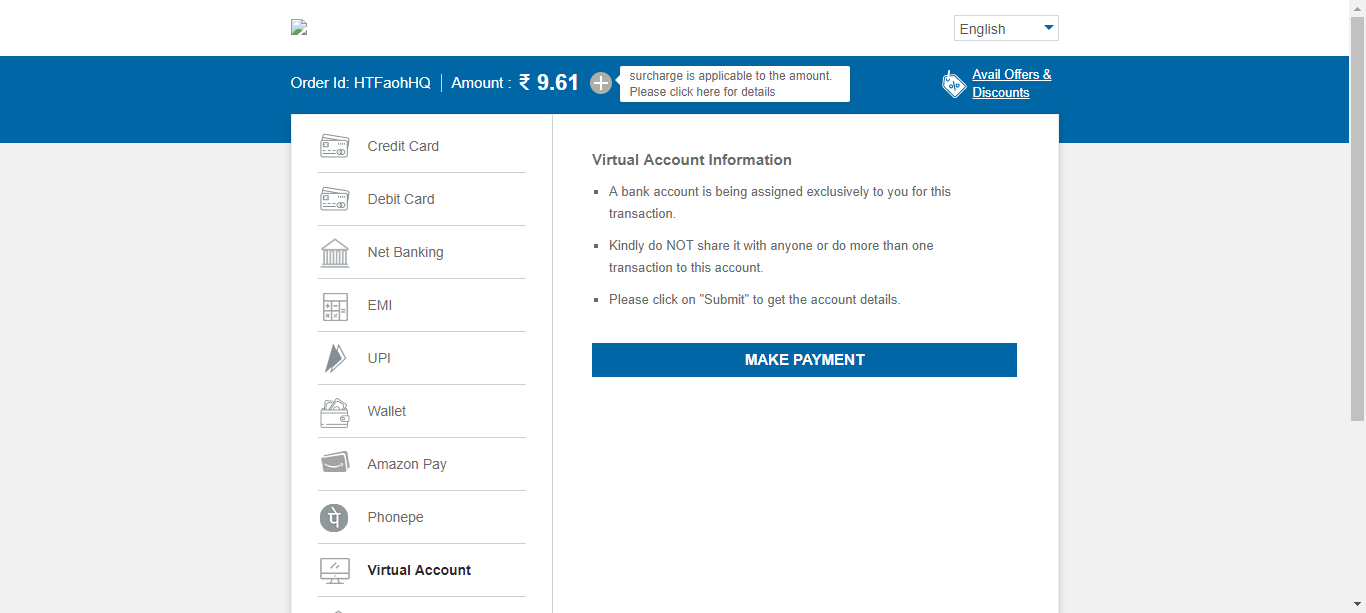 English
Order Id: HTFaohHQ
Amount : ₹ 9.61
surcharge is applicable to the amount.
Please click here for details
Avail Offers &
Discounts
Credit Card
Debit Card
Net Banking
EMI
UPI
Wallet
Amazon Pay
Phonepe
Virtual Account
Virtual Account Information
A bank account is being assigned exclusively to you for this
transaction.
Kindly do NOT share it with anyone or do more than one
transaction to this account.
Please click on "Submit" to get the account details.
MAKE PAYMENT